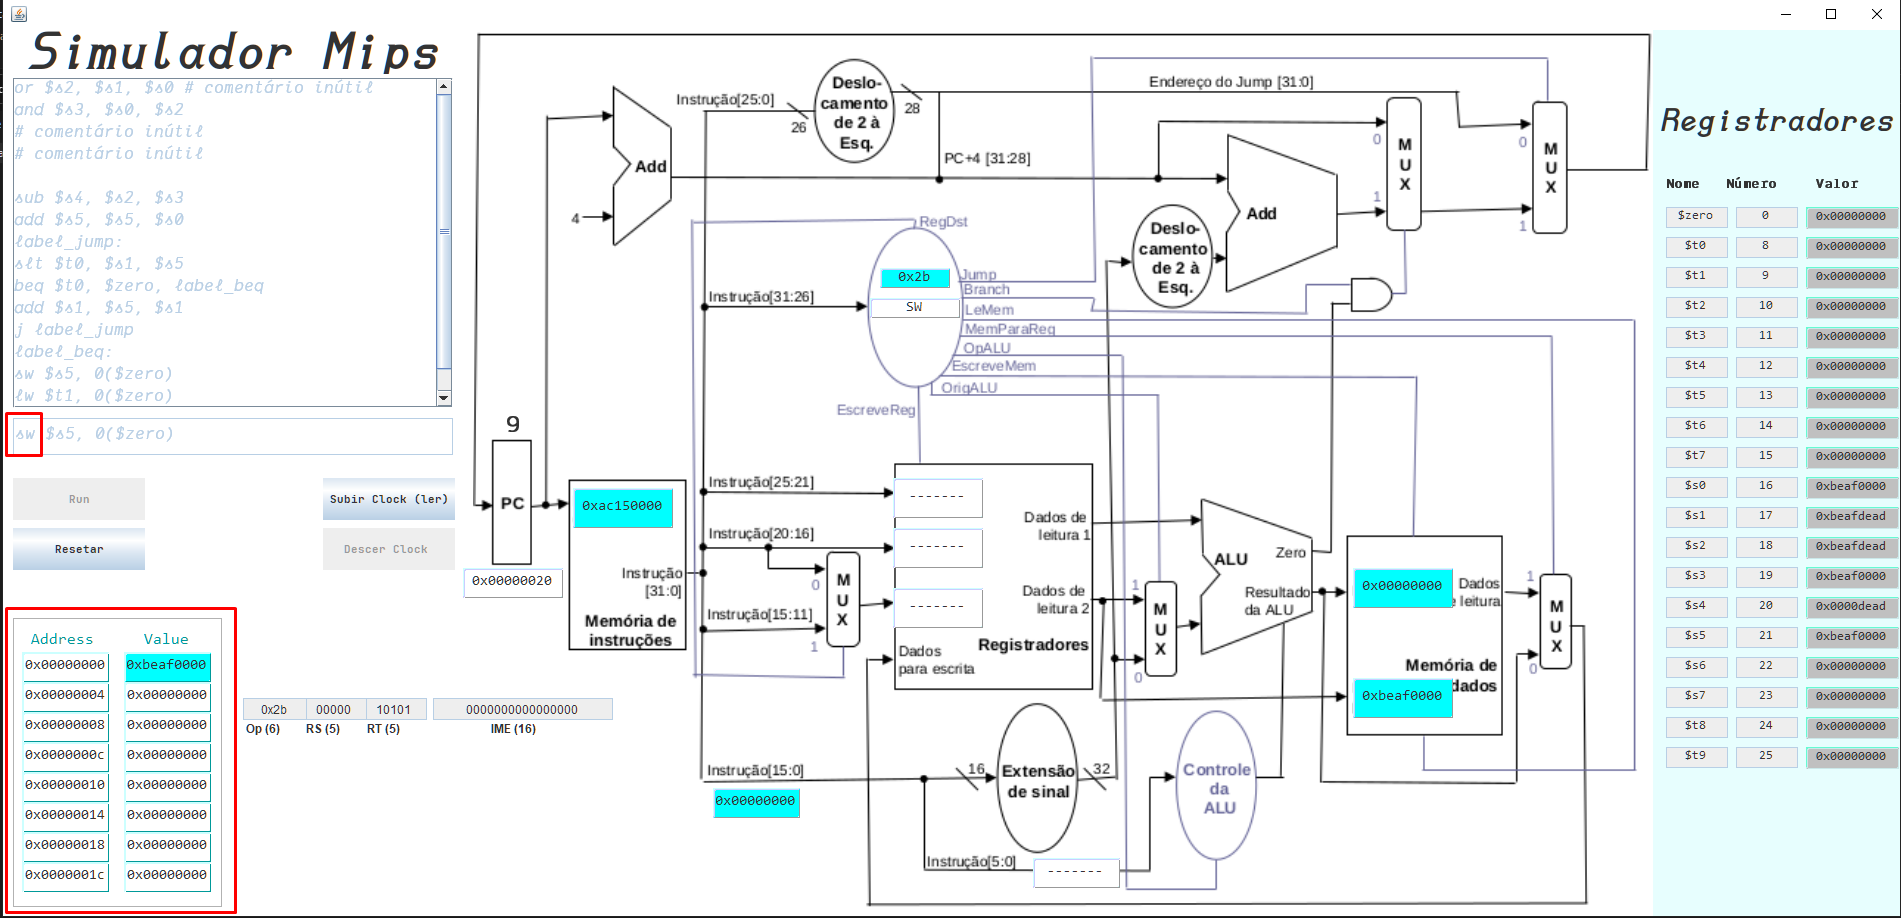 Simulador Mips
or $s2, $s1, $s0 # comentário inútil
and $s3, $s0, $s2
# comentário inútil
# comentário inútil
sub $s4, $s2, $s3
add $s5, $s5, $s0
label_jump:
slt $t0, $s1, $s5
beq $t0, $zero, label_beq
add $s1, $s5, $s1
j label_jump
label_beq:
sw $s5, 0($zero)
lw $t1, 0($zero)
sw $s5, 0($zero)
Run
Subir Clock (ler)
Resetar
Descer Clock
Address Value
0x00000000 0xbeaf0000
0x00000004 0x00000000
0x00000008 0x00000000
0x0000000c 0x00000000
0x00000010 0x00000000
0x00000014 0x00000000
0x00000018 0x00000000
0x0000001c 0x00000000
0x2b 00000 10101 0000000000000000
Op (6) RS (5) RT (5) IME (16)
9
PC
0x00000020
4
Add
0xac150000
Instrução
[31:0]
Memória de
instruções
Instrução[25:0]
26
Deslo-
camento
de 2 à
Esq.
28
Endereço do Jump [31:0]
PC+4 [31:28]
RegDst
0x2b
SW
Jump
Branch
LeMem
MemParaReq
OpALU
EscreveMem
OrigALU
EscreveReg
Instrução[31:26]
Instrução[25:21]
Instrução[20:16]
Instrução[15:11]
0
MUX
1
-------
-------
-------
Dados de
leitura 1
Dados de
leitura 2
Registradores
Dados
para escrita
Instrução[15:0]
0x00000000
16
Extensão
de sinal
32
Instrução[5:0]
-------
Controle
da
ALU
Deslo-
camento
de 2 à
Esq.
Add
0
MUX
1
0
MUX
1
1
MUX
0
ALU
Zero
Resultado
da ALU
0x00000000
Dados
leitura
Memória de
dados
0xbeaf0000
1
MUX
0
Registradores
Nome Número Valor
$zero 0 0x00000000
$t0 8 0x00000000
$t1 9 0x00000000
$t2 10 0x00000000
$t3 11 0x00000000
$t4 12 0x00000000
$t5 13 0x00000000
$t6 14 0x00000000
$t7 15 0x00000000
$s0 16 0xbeaf0000
$s1 17 0xbeafdead
$s2 18 0xbeafdead
$s3 19 0xbeaf0000
$s4 20 0x0000dead
$s5 21 0xbeaf0000
$s6 22 0x00000000
$s7 23 0x00000000
$t8 24 0x00000000
$t9 25 0x00000000